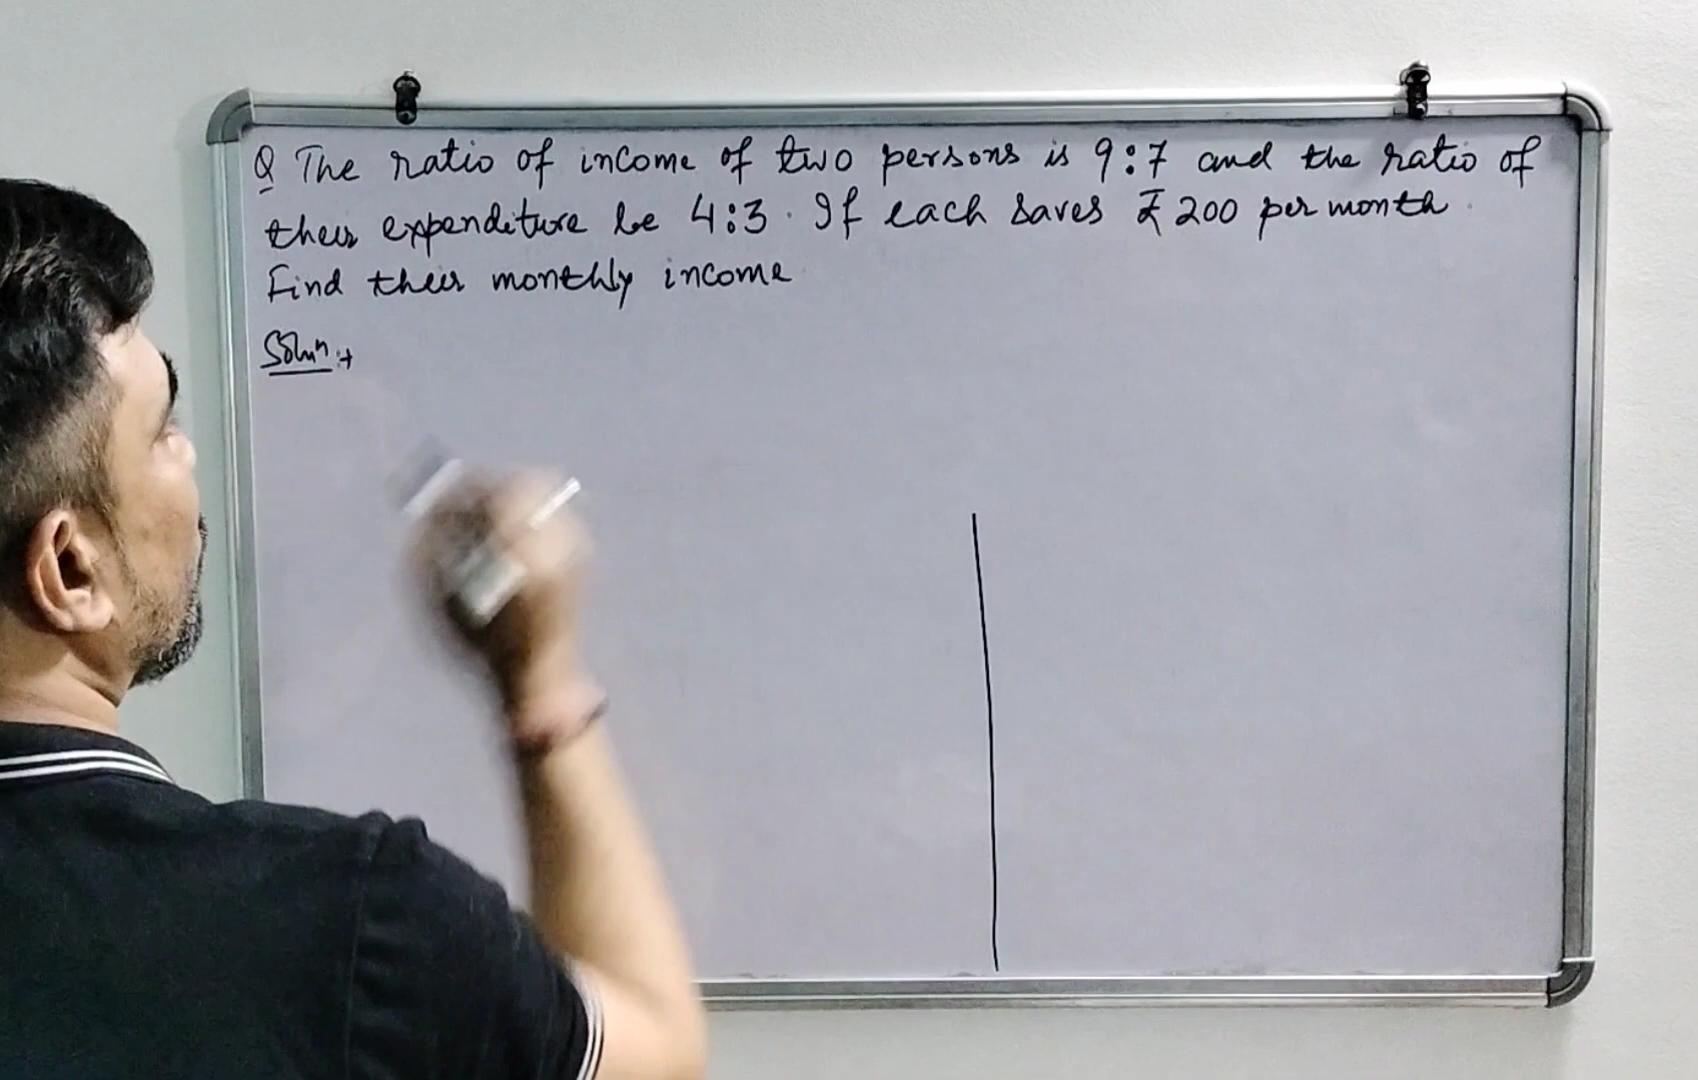 Q The ratio of income of two persons is 9:7 and the ratio of
their expenditure be 4:3. If each saves ₹ 200 per month.
Find their monthly income
Soluⁿ :→